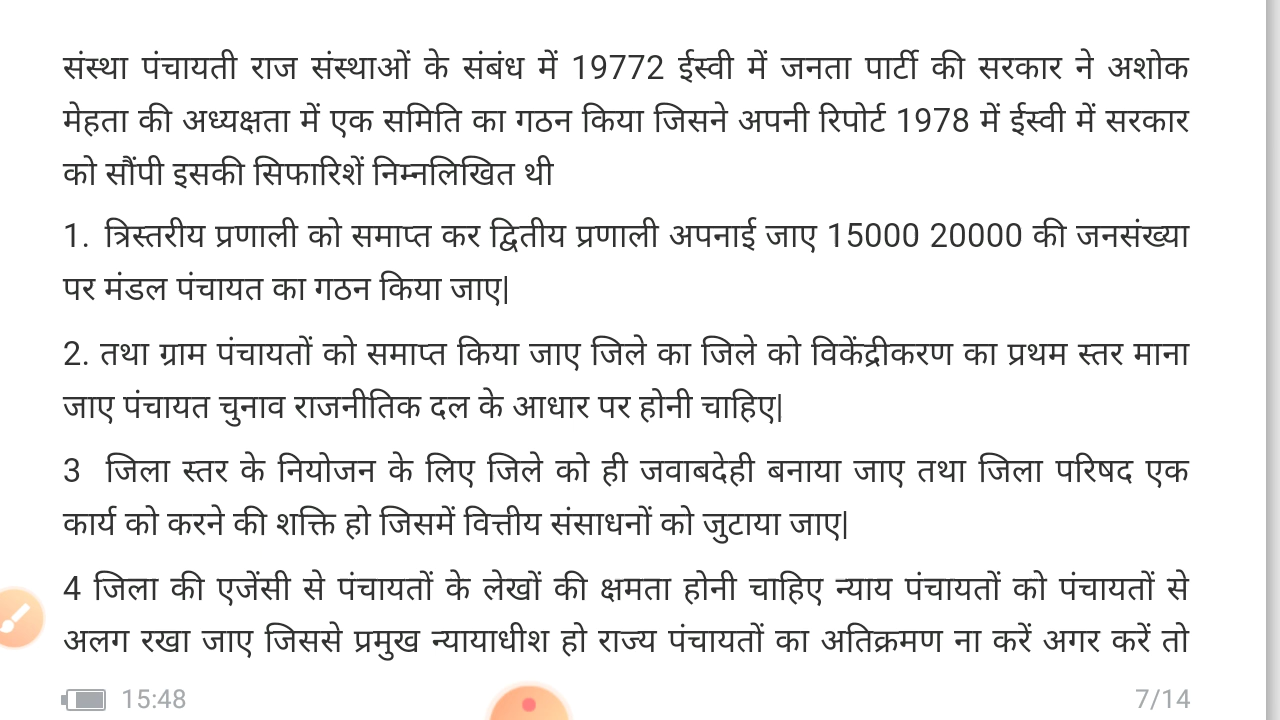 संस्था पंचायती राज संस्थाओं के संबंध में 19772 ईस्वी में जनता पार्टी की सरकार ने अशोक
मेहता की अध्यक्षता में एक समिति का गठन किया जिसने अपनी रिपोर्ट 1978 में ईस्वी में सरकार
को सौंपी इसकी सिफारिशें निम्नलिखित थी
1. त्रिस्तरीय प्रणाली को समाप्त कर द्वितीय प्रणाली अपनाई जाए 15000 20000 की जनसंख्या
पर मंडल पंचायत का गठन किया जाए|
2. तथा ग्राम पंचायतों को समाप्त किया जाए जिले का जिले को विकेंद्रीकरण का प्रथम स्तर माना
जाए पंचायत चुनाव राजनीतिक दल के आधार पर होनी चाहिए|
3 जिला स्तर के नियोजन के लिए जिले को ही जवाबदेही बनाया जाए तथा जिला परिषद एक
कार्य को करने की शक्ति हो जिसमें वित्तीय संसाधनों को जुटाया जाए|
4 जिला की एजेंसी से पंचायतों के लेखों की क्षमता होनी चाहिए न्याय पंचायतों को पंचायतों से
अलग रखा जाए जिससे प्रमुख न्यायाधीश हो राज्य पंचायतों का अतिक्रमण ना करें अगर करें तो
15:48 7/14